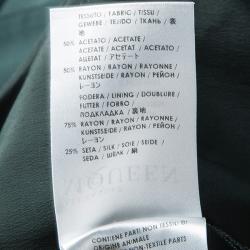 TESSUTO / FABRIC / TISSU /
GEWEBE / TEJIDO / ТКАНЬ / 裏
地
50% ACETATO / ACETATE /
ACÉTATE / ACETAT / ACETATO /
АЦЕТАТ / アセテート
50% RAYON / RAYON / RAYONNE /
KUNSTSEIDE / RAYON / РЕЙОН /
レーヨン
FODERA / LINING / DOUBLURE /
FUTTER / FORRO /
ПОДКЛАДКА / 裏地
75% RAYON / RAYON / RAYONNE /
KUNSTSEIDE / RAYON / РЕЙОН /
レーヨン
25% SETA / SILK / SOIE / SEIDE /
SEDA / ШЕЛК / 絹
MCQUEEN
CONTIENE PARTI NON TESSILI DI
ORIGINE ANIMALE
NON-TEXTILE PARTS